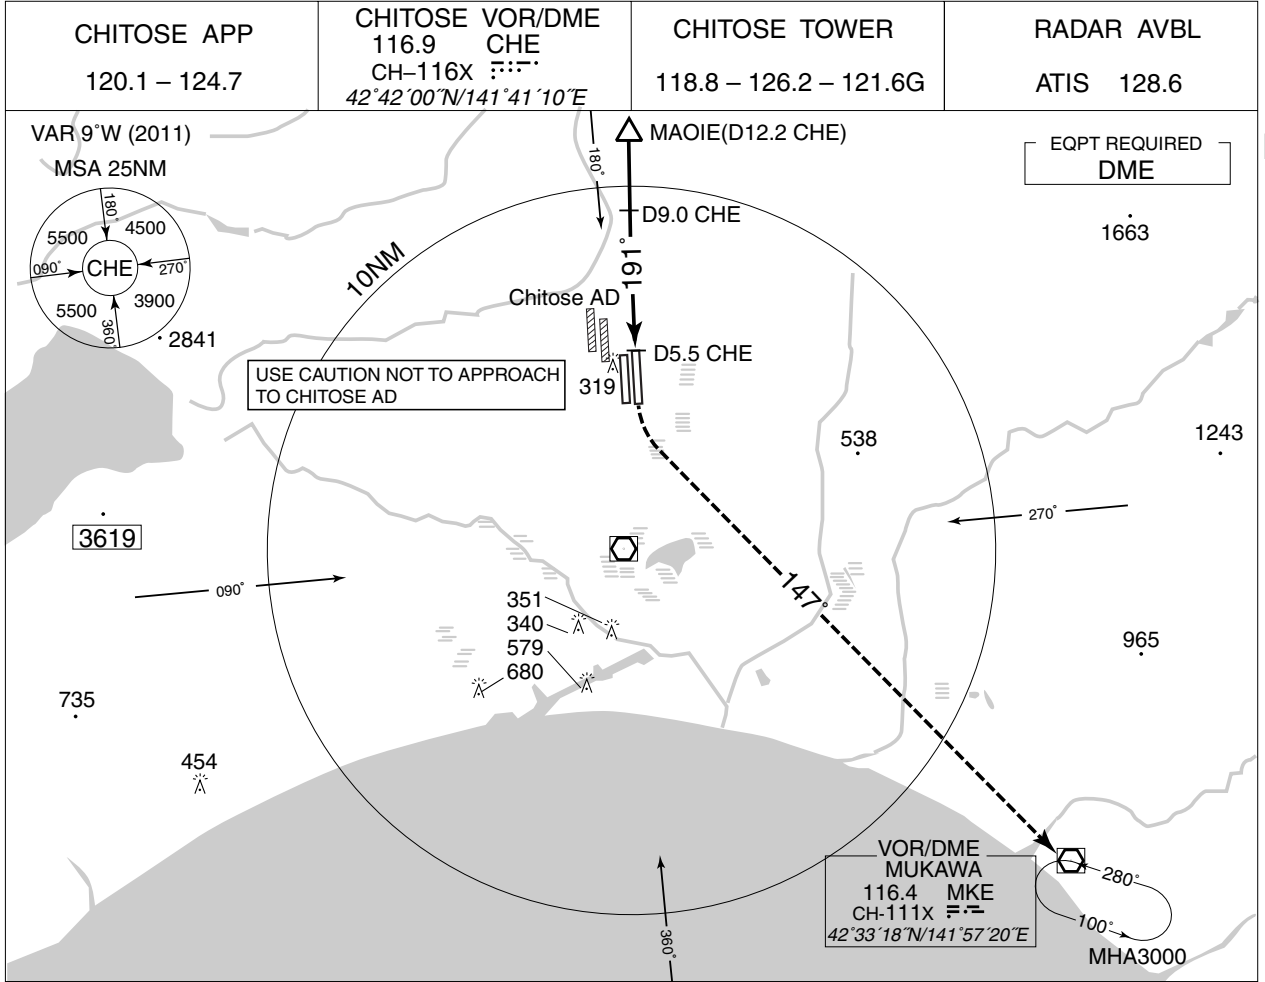 CHITOSE APP
120.1 – 124.7
CHITOSE VOR/DME
116.9 CHE
CH–116X
42°42´00˝N/141°41´10˝E
CHITOSE TOWER
118.8 – 126.2 – 121.6G
RADAR AVBL
ATIS 128.6
VAR 9°W (2011)
MSA 25NM
180°
4500
5500
CHE
090°
270°
5500
3900
360°
2841
180°
MAOIE(D12.2 CHE)
EQPT REQUIRED
DME
D9.0 CHE
1663
10NM
191°
Chitose AD
D5.5 CHE
319
USE CAUTION NOT TO APPROACH
TO CHITOSE AD
538
1243
3619
270°
090°
147°
351
340
579
680
965
735
454
360°
VOR/DME
MUKAWA
116.4 MKE
CH-111X
42°33´18˝N/141°57´20˝E
280°
100°
MHA3000